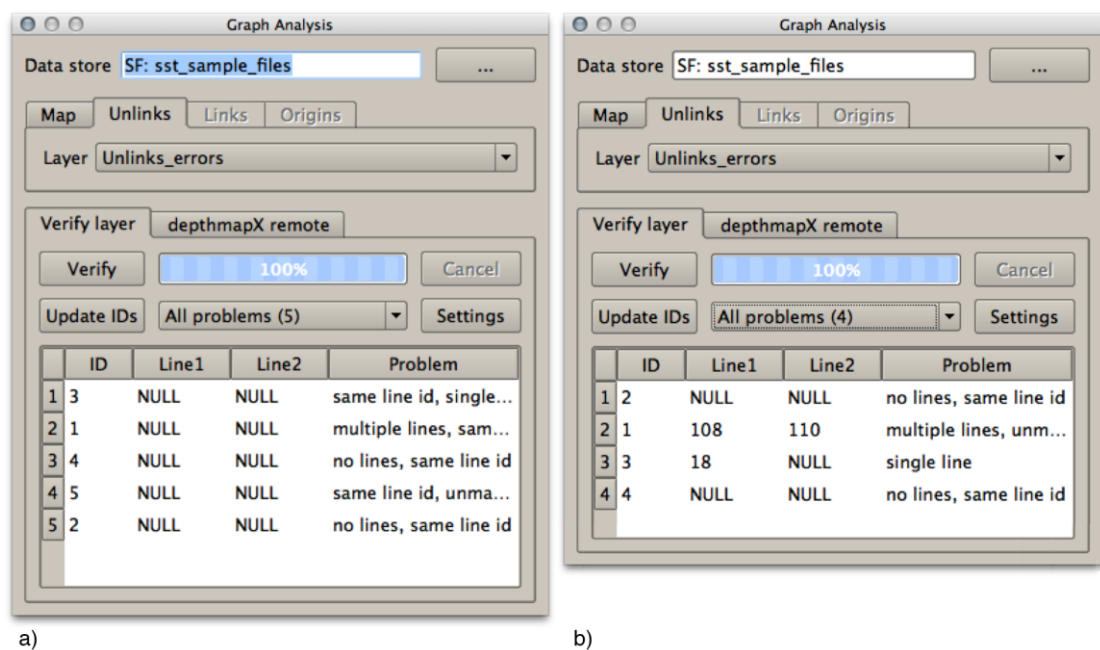 Graph Analysis
Data store SF: sst_sample_files ...
Map Unlinks Links Origins
Layer Unlinks_errors
Verify layer depthmapX remote
Verify 100% Cancel
Update IDs All problems (5) Settings
ID Line1 Line2 Problem
1 3 NULL NULL same line id, single...
2 1 NULL NULL multiple lines, sam...
3 4 NULL NULL no lines, same line id
4 5 NULL NULL same line id, unma...
5 2 NULL NULL no lines, same line id
a)
Graph Analysis
Data store SF: sst_sample_files ...
Map Unlinks Links Origins
Layer Unlinks_errors
Verify layer depthmapX remote
Verify 100% Cancel
Update IDs All problems (4) Settings
ID Line1 Line2 Problem
1 2 NULL NULL no lines, same line id
2 1 108 110 multiple lines, unm...
3 3 18 NULL single line
4 4 NULL NULL no lines, same line id
b)